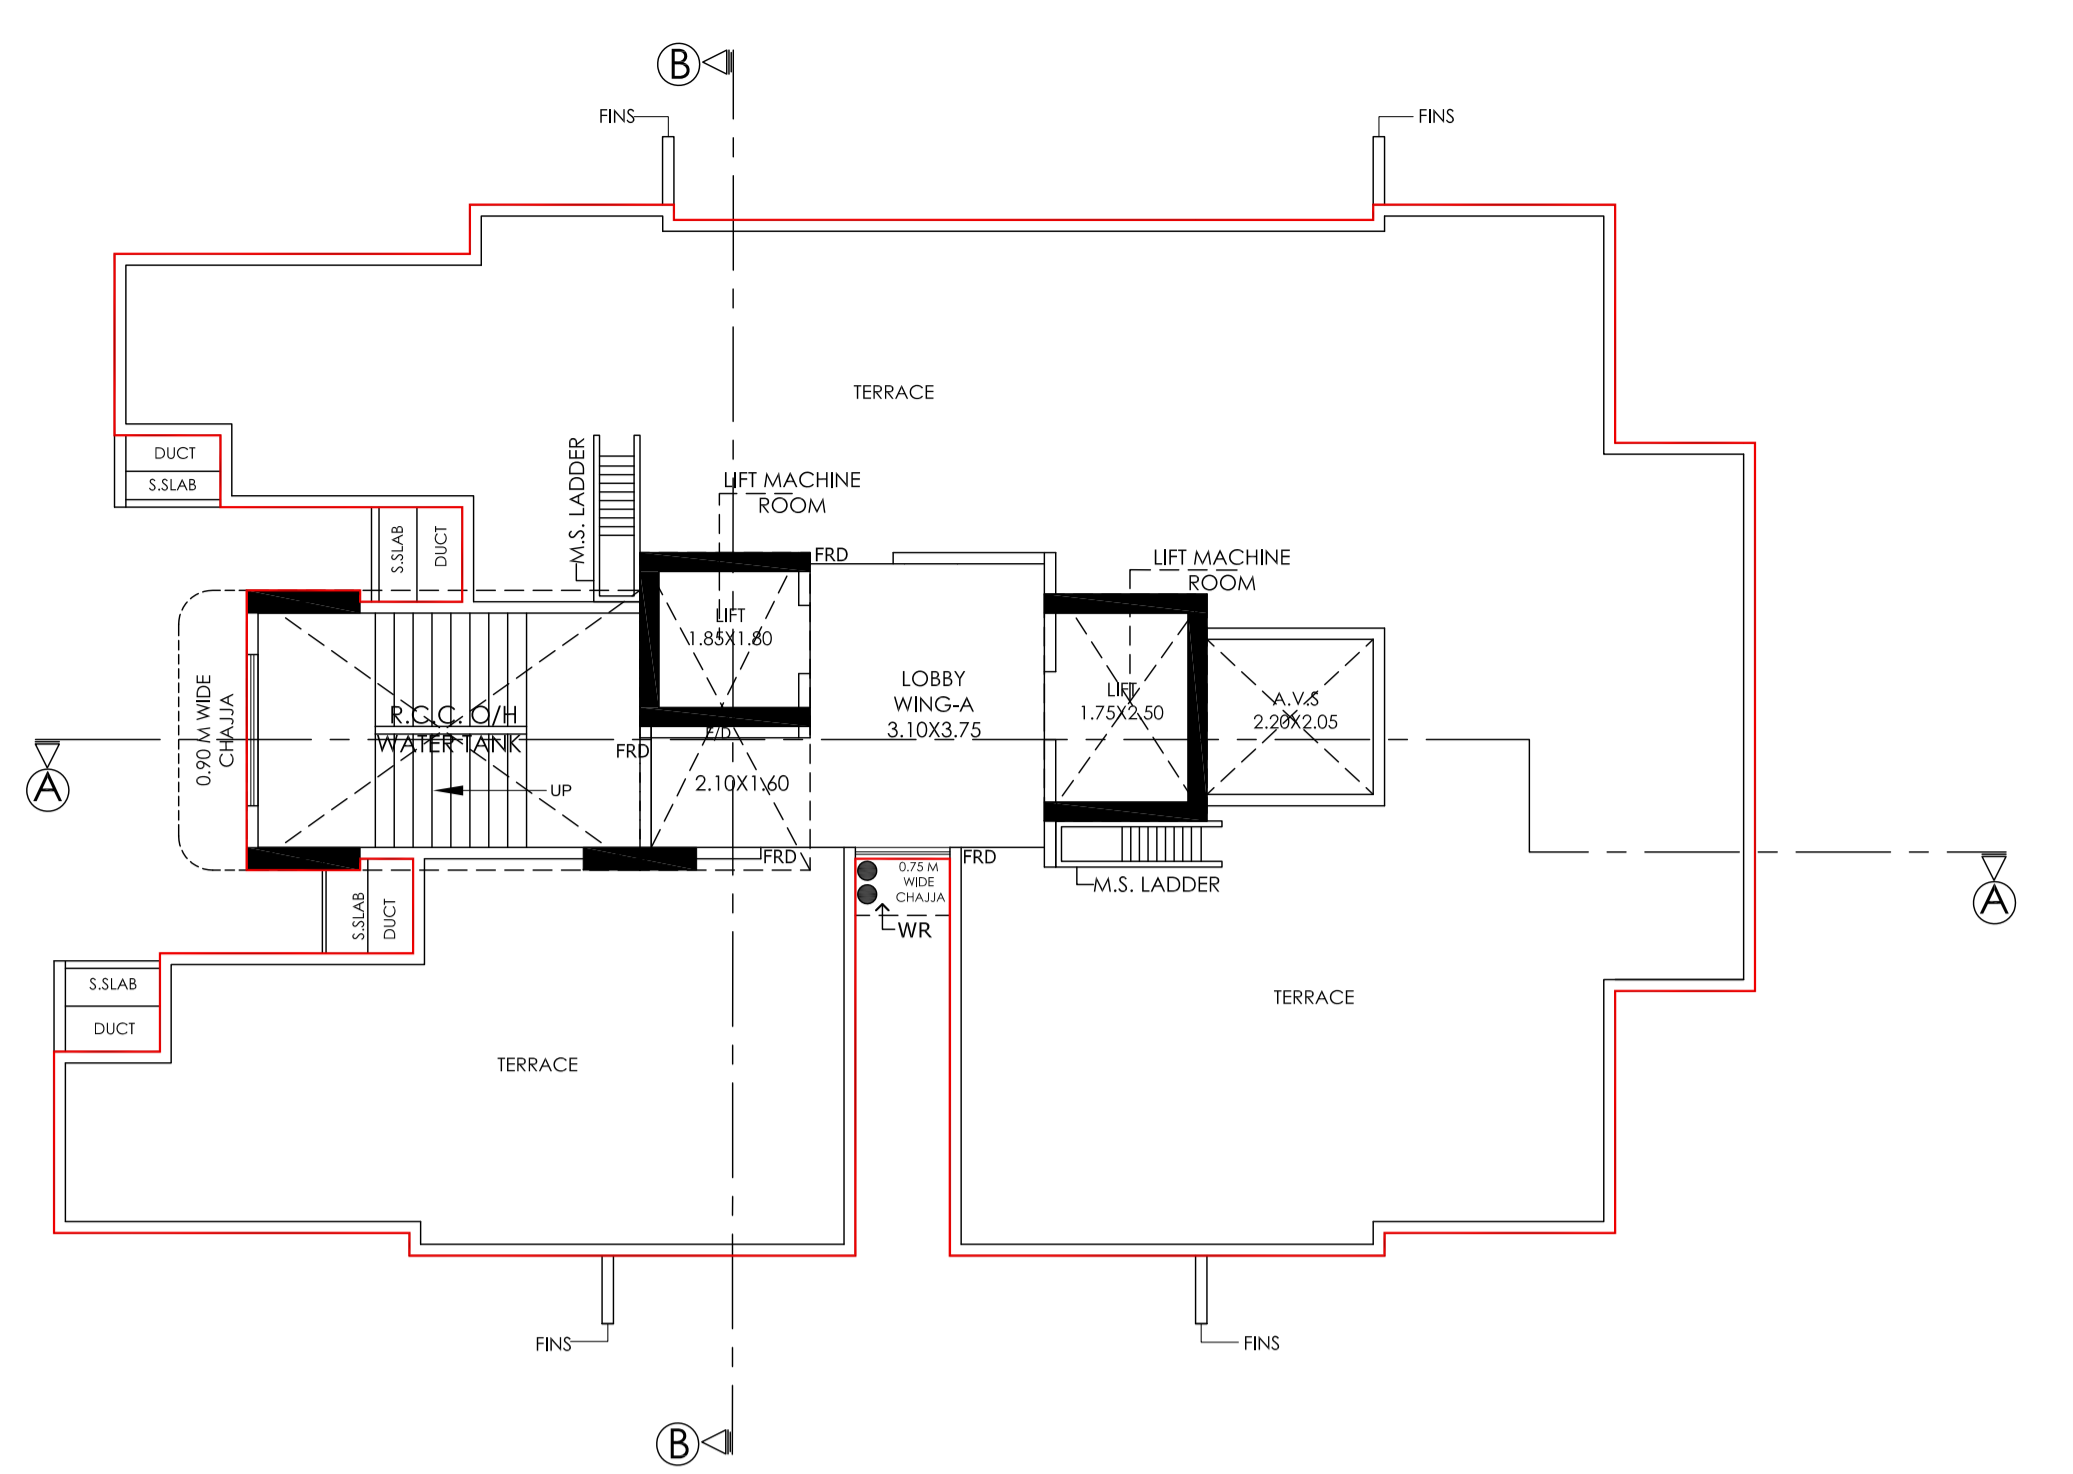 B
FINS
FINS
TERRACE
DUCT
S.SLAB
M.S. LADDER
LIFT MACHINE
ROOM
S.SLAB
DUCT
FRD
LIFT MACHINE
ROOM
LIFT
1.85X1.80
LOBBY
WING-A
3.10X3.75
LIFT
1.75X2.50
A.V.S
2.20X2.05
0.90 M WIDE
CHAJJA
R.C.C. O/H
WATER TANK
FRD
F/D
2.10X1.60
UP
A
FRD
0.75 M
WIDE
CHAJJA
FRD
M.S. LADDER
WR
A
S.SLAB
DUCT
S.SLAB
DUCT
TERRACE
TERRACE
FINS
FINS
B